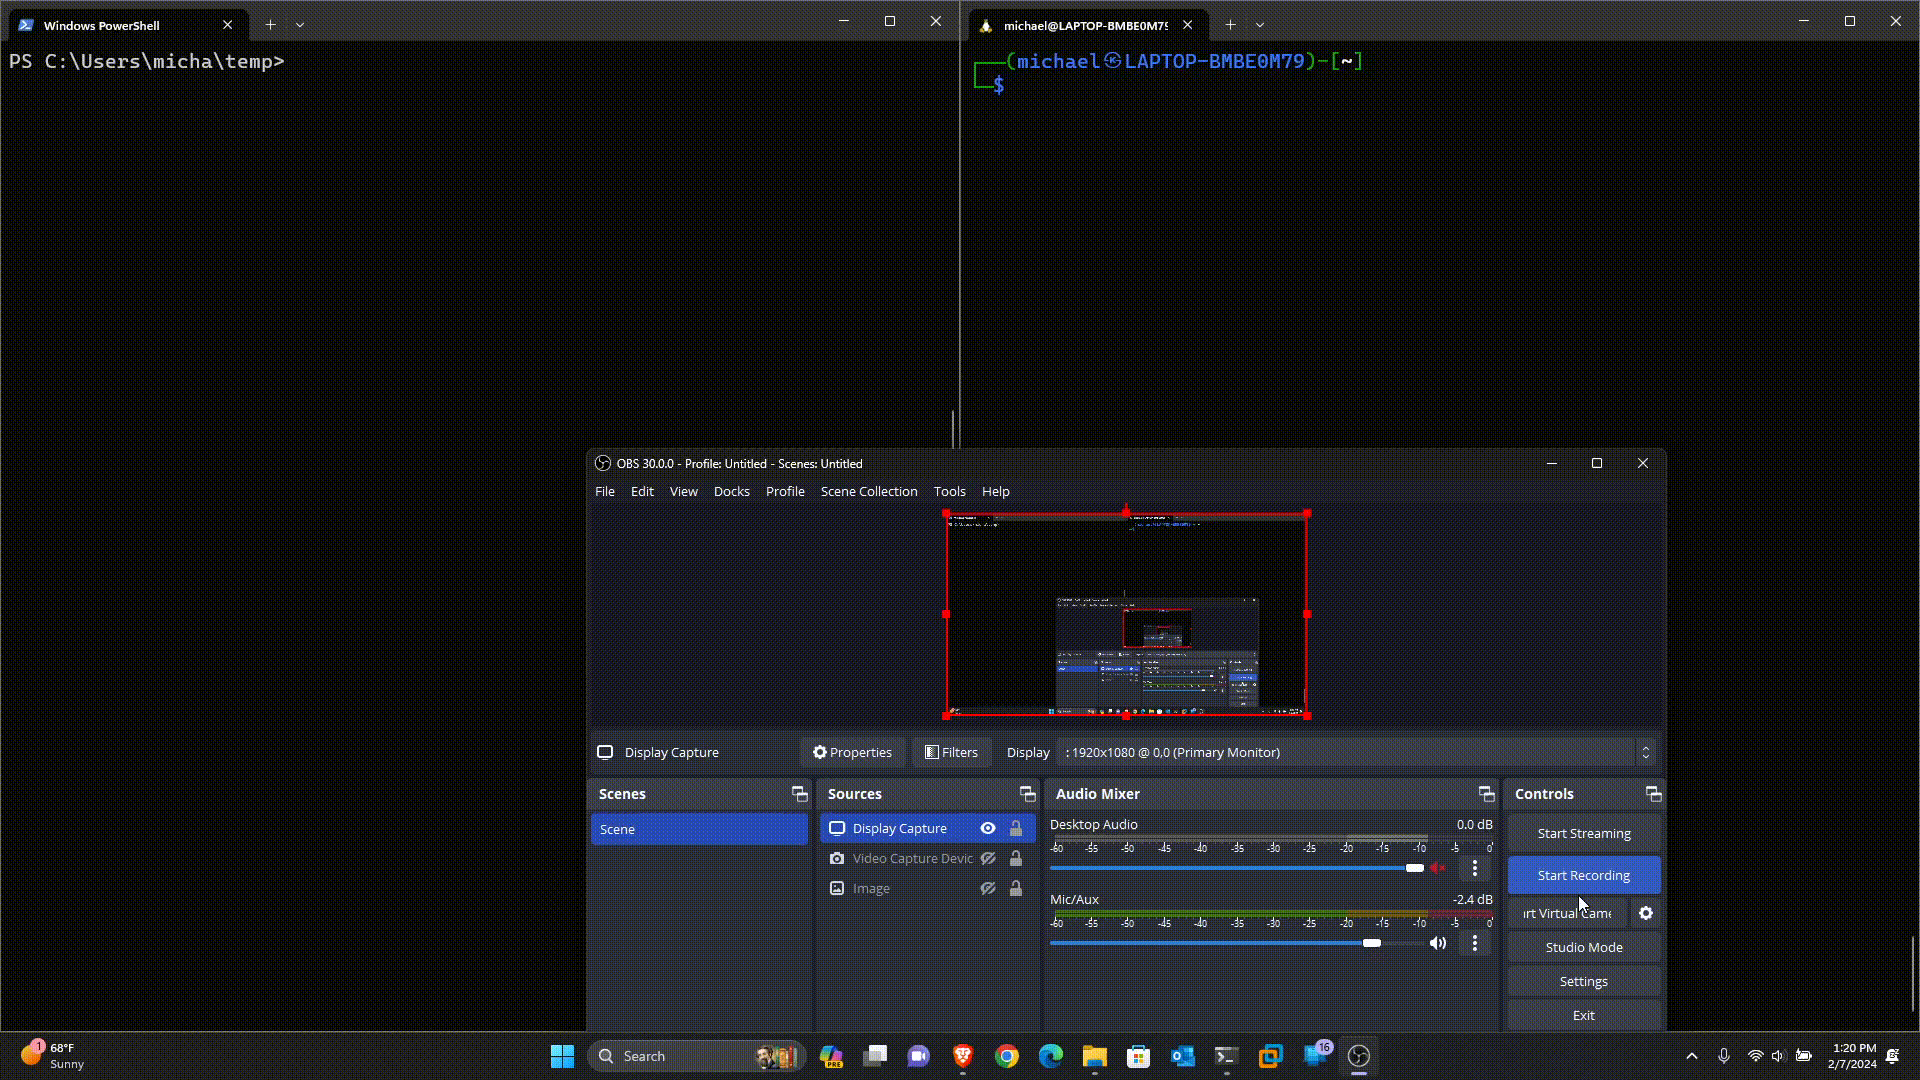 Windows PowerShell
PS C:\Users\micha\temp>
michael@LAPTOP-BMBE0M79
┌──(michael㉿LAPTOP-BMBE0M79)-[~]
└─$
OBS 30.0.0 - Profile: Untitled - Scenes: Untitled
File Edit View Docks Profile Scene Collection Tools Help
Display Capture Properties Filters Display : 1920x1080 @ 0,0 (Primary Monitor)
Scenes
Scene
Sources
Display Capture
Video Capture Devic
Image
Audio Mixer
Desktop Audio 0.0 dB
-60 -55 -50 -45 -40 -35 -30 -25 -20 -15 -10 -5 0
Mic/Aux -2.4 dB
-60 -55 -50 -45 -40 -35 -30 -25 -20 -15 -10 -5 0
Controls
Start Streaming
Start Recording
rt Virtual Came
Studio Mode
Settings
Exit
1
68°F
Sunny
Search
PRE
16
1:20 PM
2/7/2024